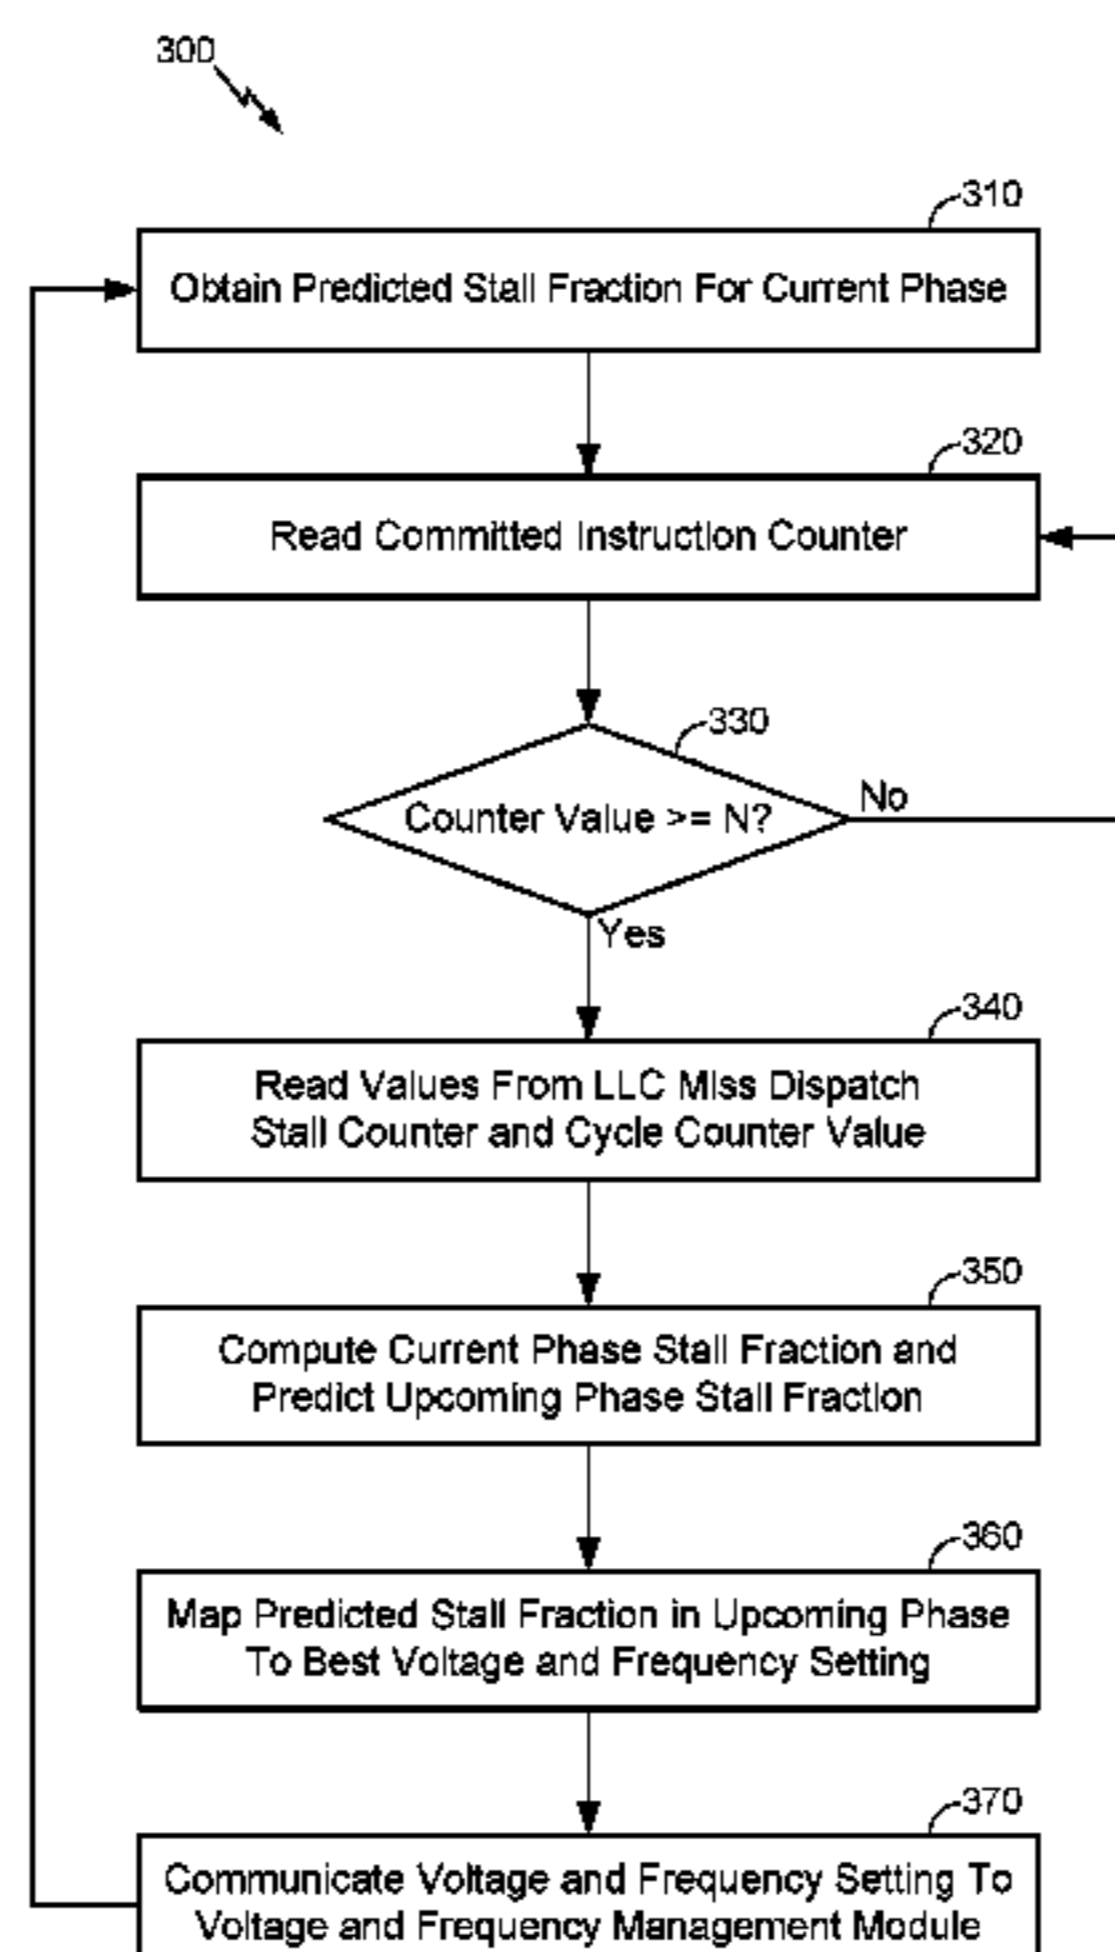 300
310
Obtain Predicted Stall Fraction For Current Phase
320
Read Committed Instruction Counter
330
Counter Value >= N?
No
Yes
340
Read Values From LLC Miss Dispatch
Stall Counter and Cycle Counter Value
350
Compute Current Phase Stall Fraction and
Predict Upcoming Phase Stall Fraction
360
Map Predicted Stall Fraction in Upcoming Phase
To Best Voltage and Frequency Setting
370
Communicate Voltage and Frequency Setting To
Voltage and Frequency Management Module